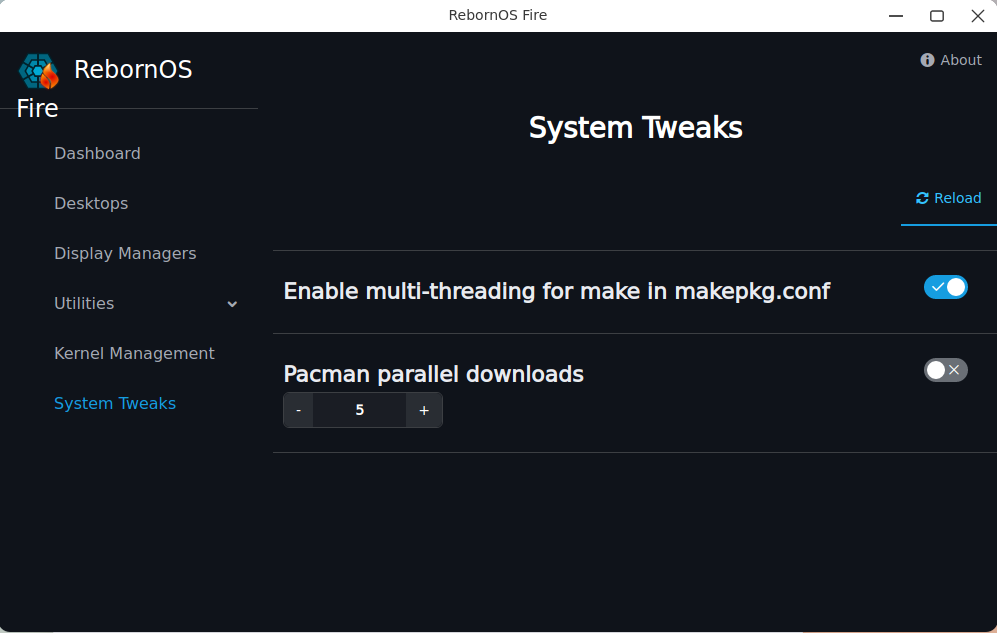 RebornOS Fire
RebornOS
Fire
About
Dashboard
Desktops
Display Managers
Utilities
Kernel Management
System Tweaks
System Tweaks
Reload
Enable multi-threading for make in makepkg.conf
Pacman parallel downloads
- 5 +